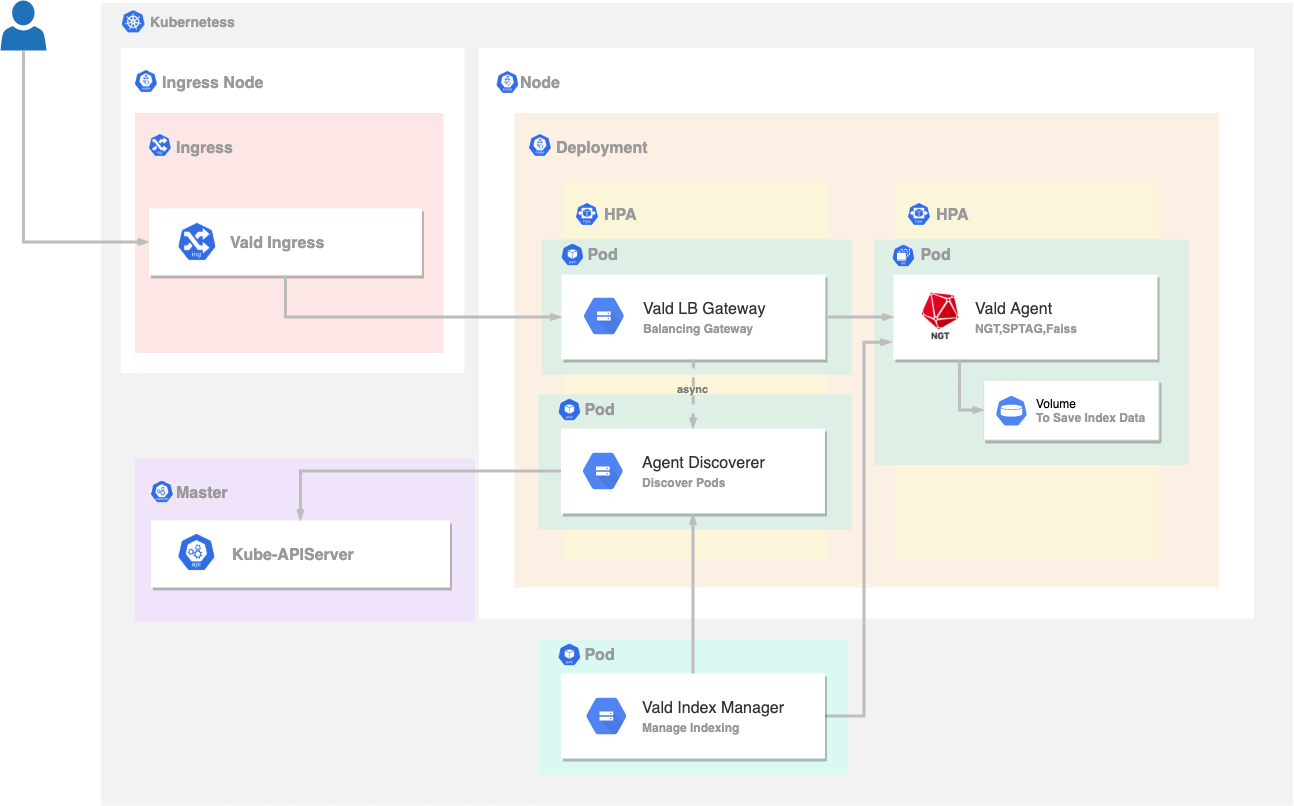 Kubernetess
Ingress Node
Node
Ingress
Deployment
HPA
HPA
Vald Ingress
Pod
Pod
Vald LB Gateway
Balancing Gateway
NGT
Vald Agent
NGT,SPTAG,Faiss
async
Volume
To Save Index Data
Pod
Agent Discoverer
Discover Pods
Master
Kube-APIServer
Pod
Vald Index Manager
Manage Indexing